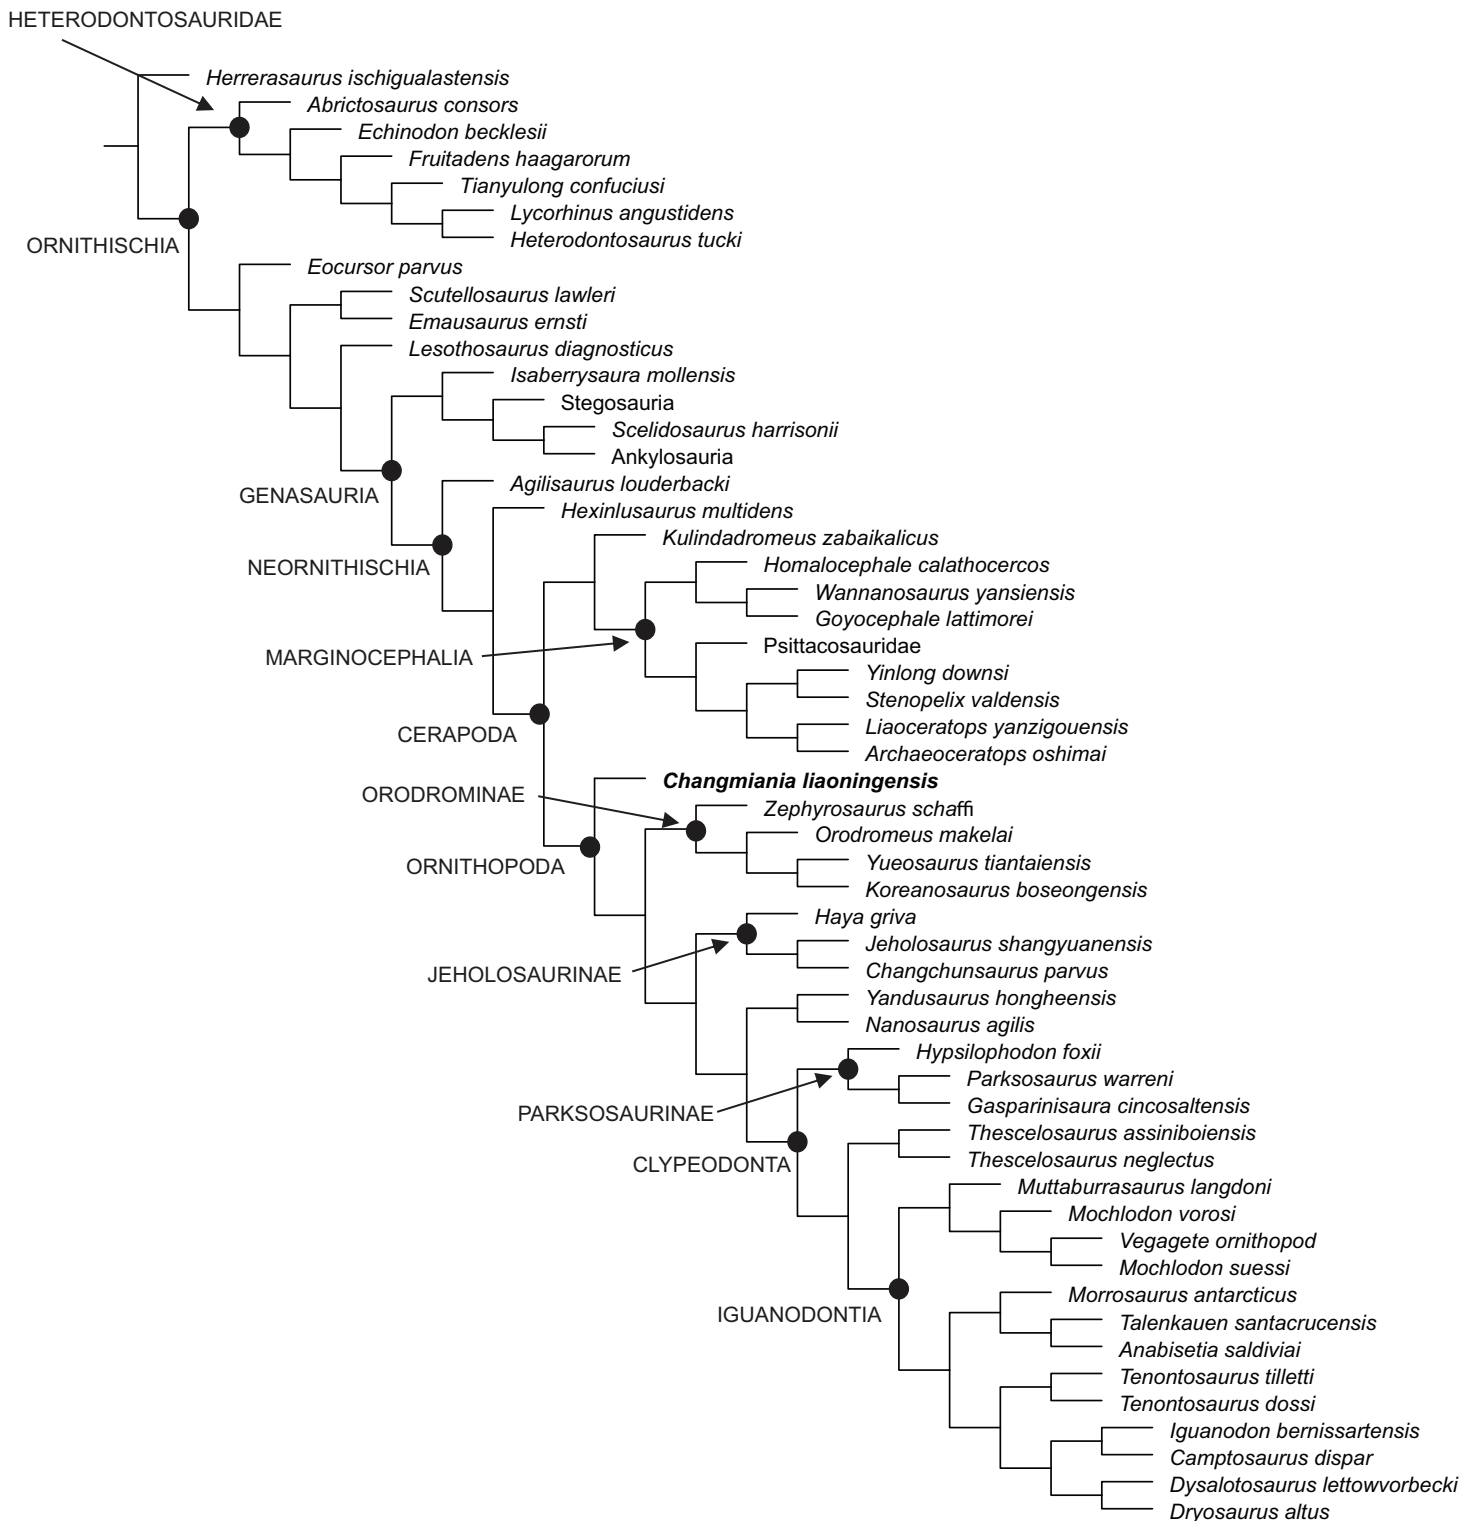 HETERODONTOSAURIDAE
Herrerasaurus ischigualastensis
Abrictosaurus consors
Echinodon becklesii
Fruitadens haagarorum
Tianyulong confuciusi
Lycorhinus angustidens
Heterodontosaurus tucki
ORNITHISCHIA
Eocursor parvus
Scutellosaurus lawleri
Emausaurus ernsti
Lesothosaurus diagnosticus
Isaberrysaura mollensis
Stegosauria
Scelidosaurus harrisonii
Ankylosauria
Agilisaurus louderbacki
GENASAURIA
Hexinlusaurus multidens
Kulindadromeus zabaikalicus
NEORNITHISCHIA
Homalocephale calathocercos
Wannanosaurus yansiensis
Goyocephale lattimorei
Psittacosauridae
MARGINOCEPHALIA
Yinlong downsi
Stenopelix valdensis
Liaoceratops yanzigouensis
CERAPODA
Archaeoceratops oshimai
Changmiania liaoningensis
ORODROMINAE
Zephyrosaurus schaffi
Orodromeus makelai
Yueosaurus tiantaiensis
ORNITHOPODA
Koreanosaurus boseongensis
Haya griva
Jeholosaurus shangyuanensis
Changchunsaurus parvus
JEHOLOSAURINAE
Yandusaurus hongheensis
Nanosaurus agilis
Hypsilophodon foxii
Parksosaurus warreni
Gasparinisaura cincosaltensis
PARKSOSAURINAE
Thescelosaurus assiniboiensis
Thescelosaurus neglectus
CLYPEODONTA
Muttaburrasaurus langdoni
Mochlodon vorosi
Vegagete ornithopod
Mochlodon suessi
Morrosaurus antarcticus
IGUANODONTIA
Talenkauen santacrucensis
Anabisetia saldiviai
Tenontosaurus tilletti
Tenontosaurus dossi
Iguanodon bernissartensis
Camptosaurus dispar
Dysalotosaurus lettowvorbecki
Dryosaurus altus